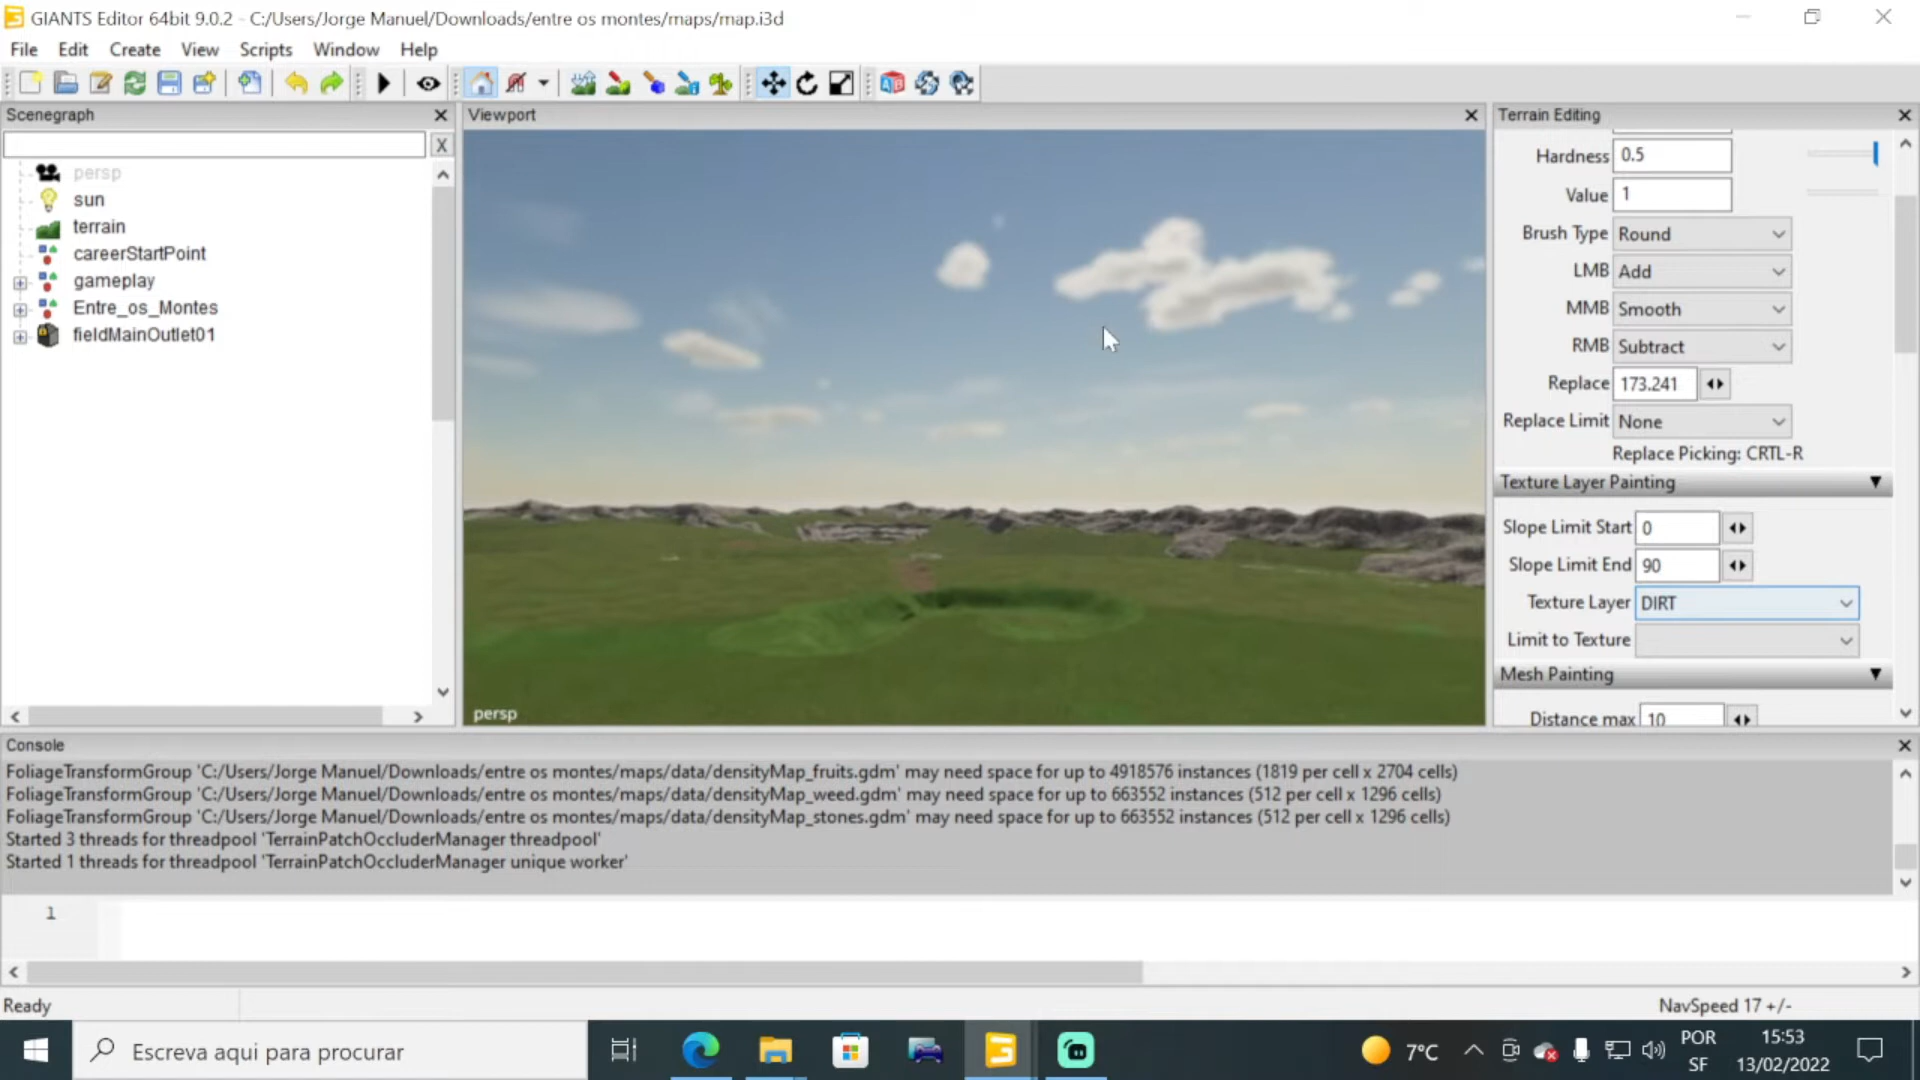 GIANTS Editor 64bit 9.0.2 - C:/Users/Jorge Manuel/Downloads/entre os montes/maps/map.i3d
File Edit Create View Scripts Window Help
Scenegraph
X
persp
sun
terrain
careerStartPoint
gameplay
Entre_os_Montes
fieldMainOutlet01
Viewport
persp
Terrain Editing
Hardness 0.5
Value 1
Brush Type Round
LMB Add
MMB Smooth
RMB Subtract
Replace 173.241
Replace Limit None
Replace Picking: CRTL-R
Texture Layer Painting
Slope Limit Start 0
Slope Limit End 90
Texture Layer DIRT
Limit to Texture
Mesh Painting
Distance max 10
Console
FoliageTransformGroup 'C:/Users/Jorge Manuel/Downloads/entre os montes/maps/data/densityMap_fruits.gdm' may need space for up to 4918576 instances (1819 per cell x 2704 cells)
FoliageTransformGroup 'C:/Users/Jorge Manuel/Downloads/entre os montes/maps/data/densityMap_weed.gdm' may need space for up to 663552 instances (512 per cell x 1296 cells)
FoliageTransformGroup 'C:/Users/Jorge Manuel/Downloads/entre os montes/maps/data/densityMap_stones.gdm' may need space for up to 663552 instances (512 per cell x 1296 cells)
Started 3 threads for threadpool 'TerrainPatchOccluderManager threadpool'
Started 1 threads for threadpool 'TerrainPatchOccluderManager unique worker'
1
Ready
NavSpeed 17 +/-
Escreva aqui para procurar
7°C
POR
SF
15:53
13/02/2022